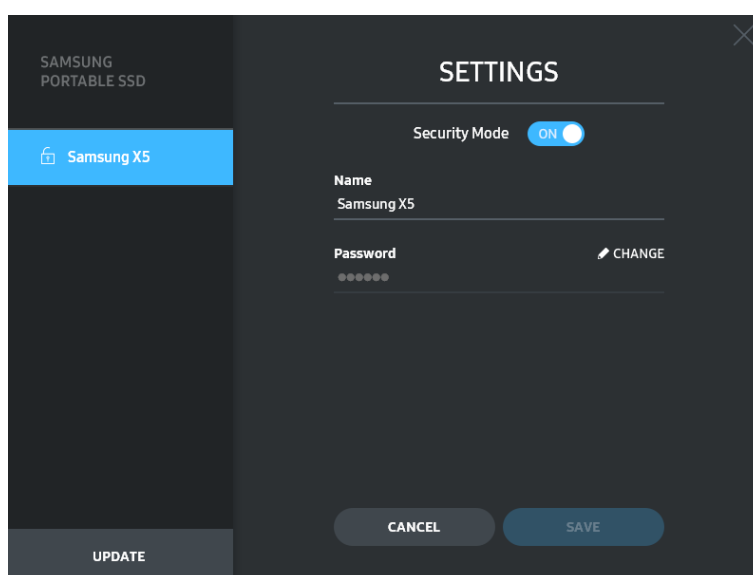 SAMSUNG
PORTABLE SSD
Samsung X5
UPDATE
SETTINGS
Security Mode ON
Name
Samsung X5
Password CHANGE
●●●●●●
CANCEL SAVE